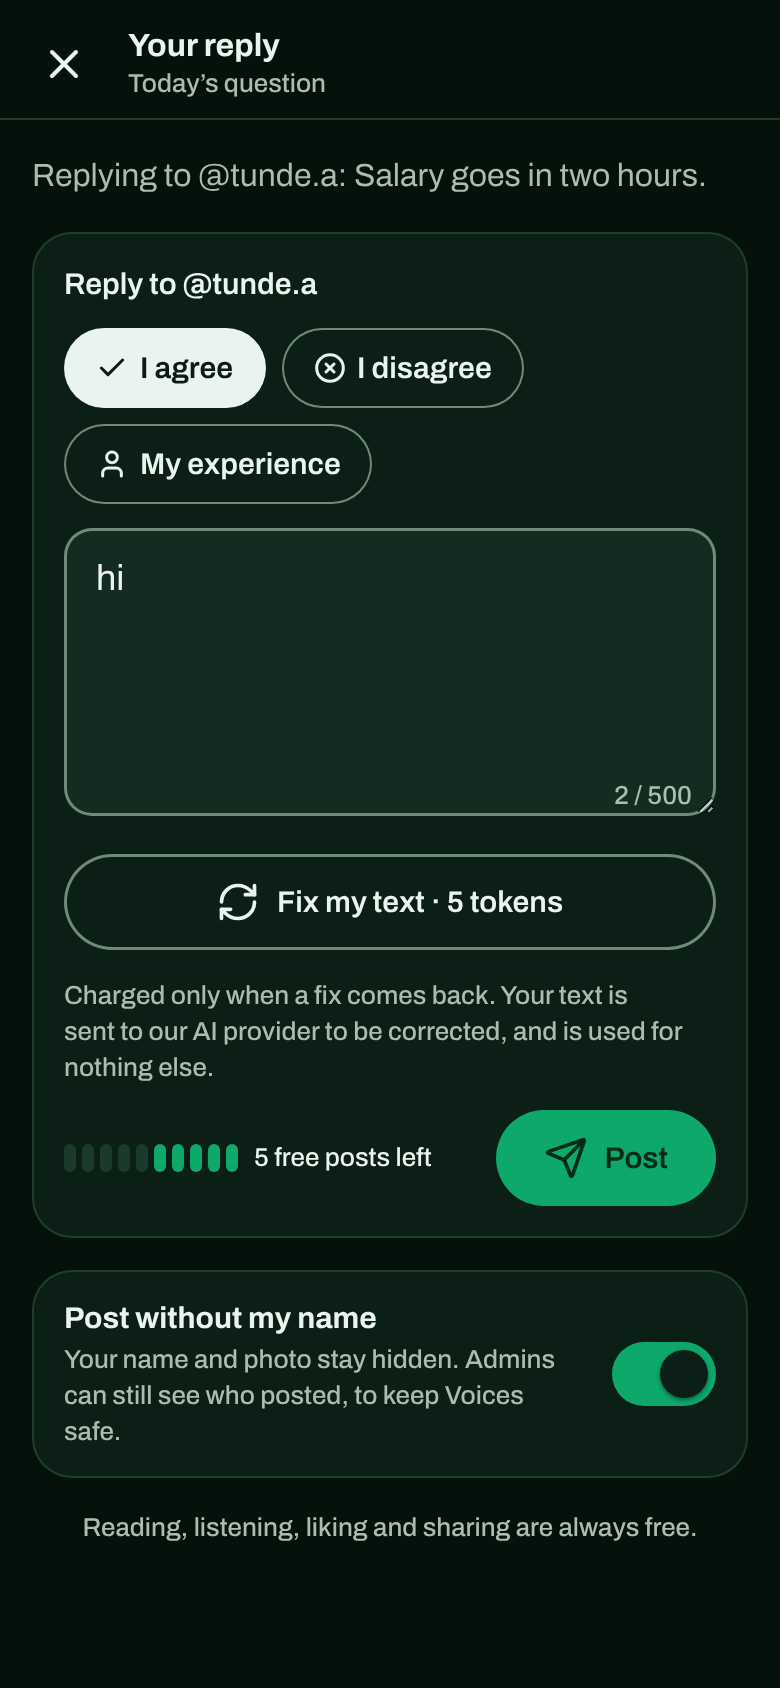 Your reply
Today’s question
Replying to @tunde.a: Salary goes in two hours.
Reply to @tunde.a
I agree
I disagree
My experience
hi
2 / 500
Fix my text · 5 tokens
Charged only when a fix comes back. Your text is
sent to our AI provider to be corrected, and is used for
nothing else.
5 free posts left
Post
Post without my name
Your name and photo stay hidden. Admins
can still see who posted, to keep Voices
safe.
Reading, listening, liking and sharing are always free.